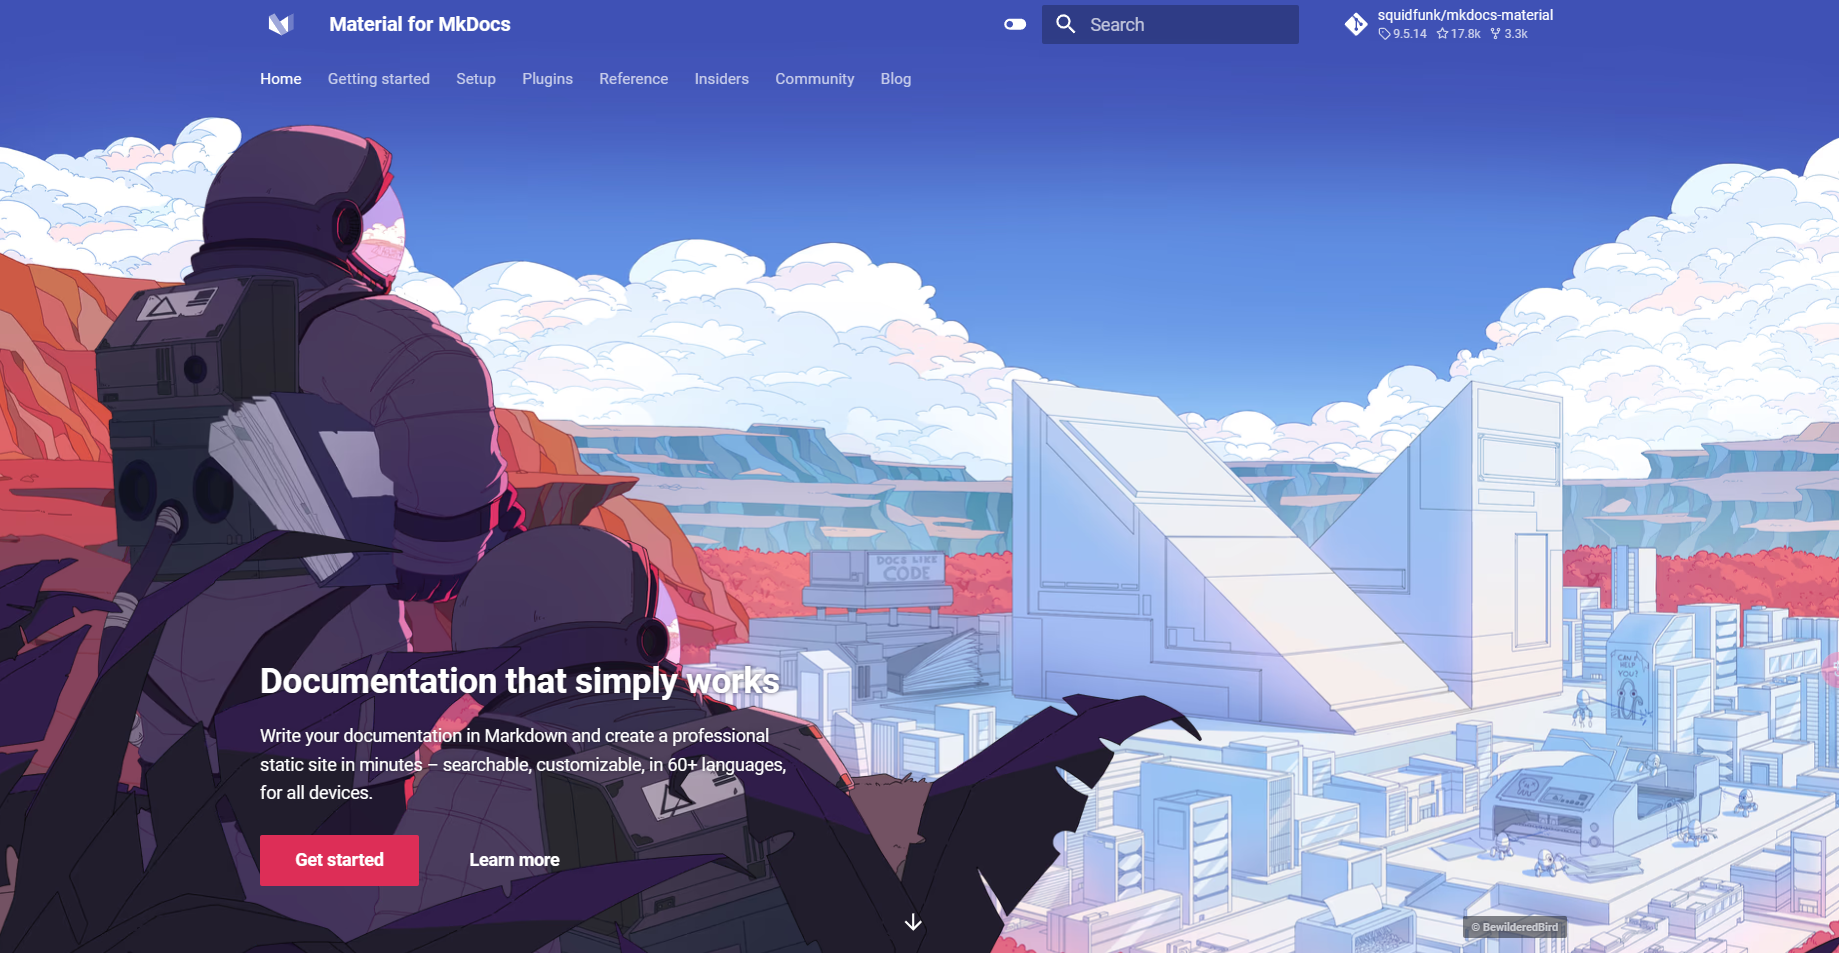 Material for MkDocs
Search
squidfunk/mkdocs-material
9.5.14 17.8k 3.3k
Home Getting started Setup Plugins Reference Insiders Community Blog
DOCS LIKE
CODE
CAN I
HELP
YOU?
Documentation that simply works
Write your documentation in Markdown and create a professional
static site in minutes – searchable, customizable, in 60+ languages,
for all devices.
Get started Learn more
© BewilderedBird